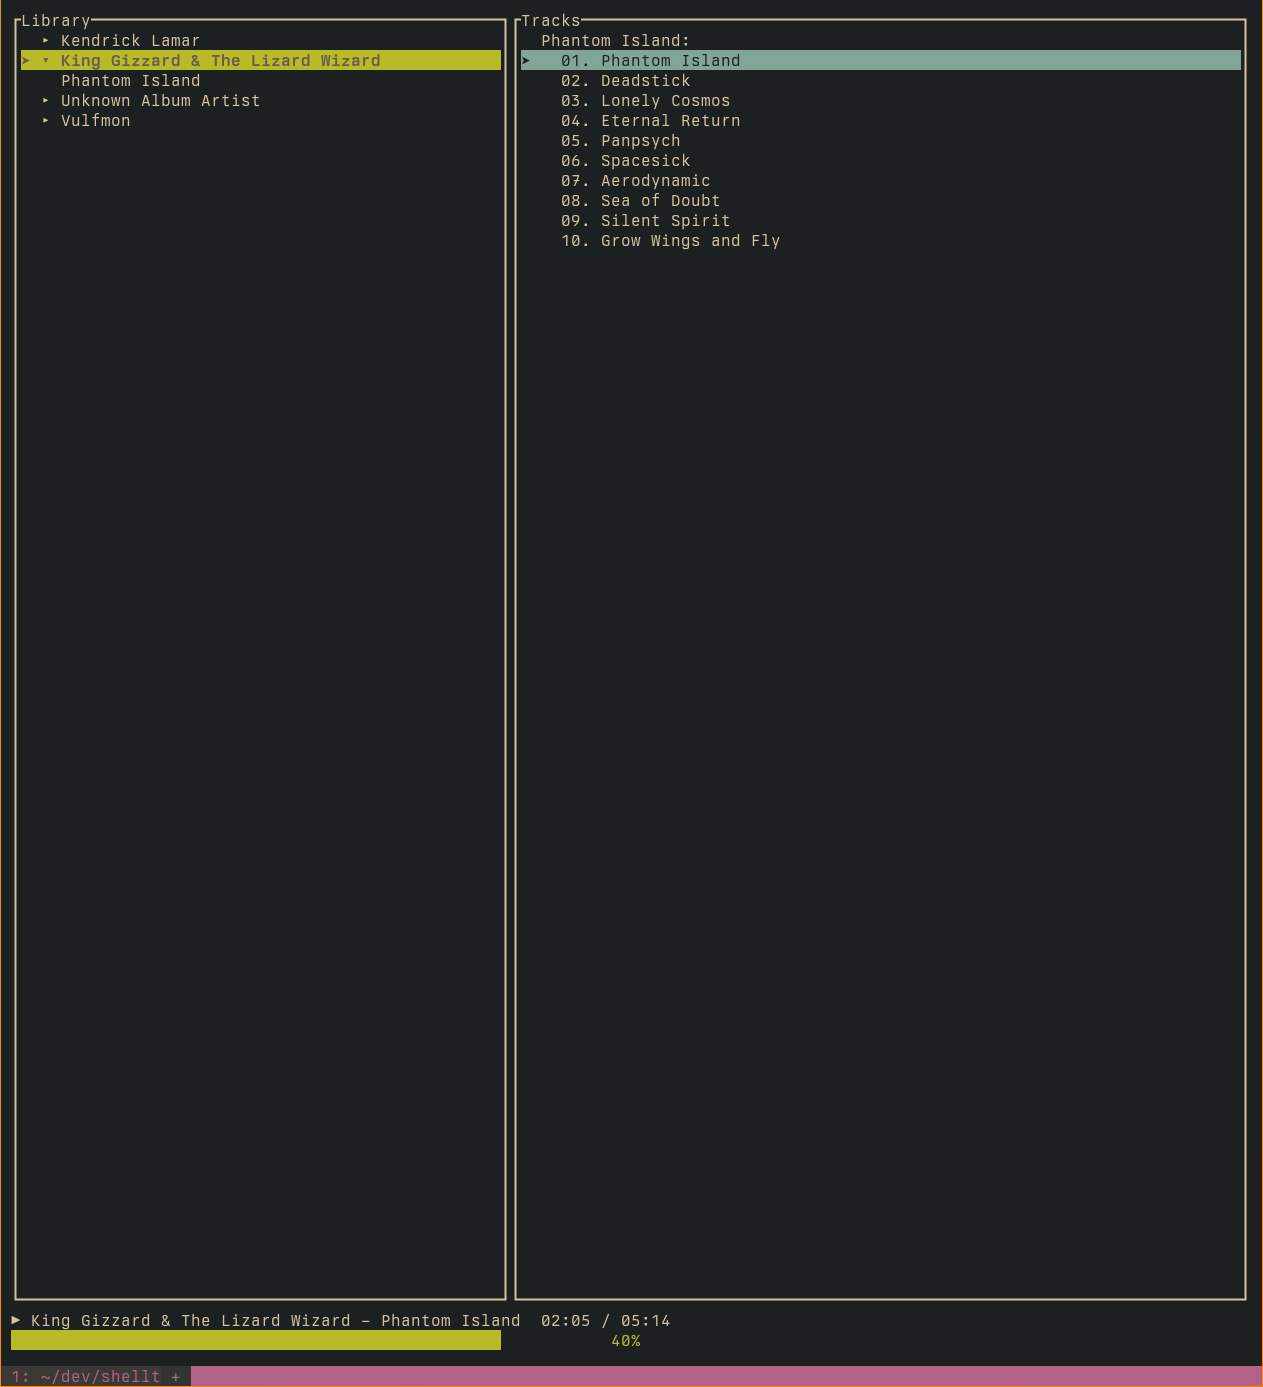 Library
▸ Kendrick Lamar
➤ ▾ King Gizzard & The Lizard Wizard
Phantom Island
▸ Unknown Album Artist
▸ Vulfmon
Tracks
Phantom Island:
➤ 01. Phantom Island
02. Deadstick
03. Lonely Cosmos
04. Eternal Return
05. Panpsych
06. Spacesick
07. Aerodynamic
08. Sea of Doubt
09. Silent Spirit
10. Grow Wings and Fly
▶ King Gizzard & The Lizard Wizard – Phantom Island 02:05 / 05:14
40%
1: ~/dev/shellt +